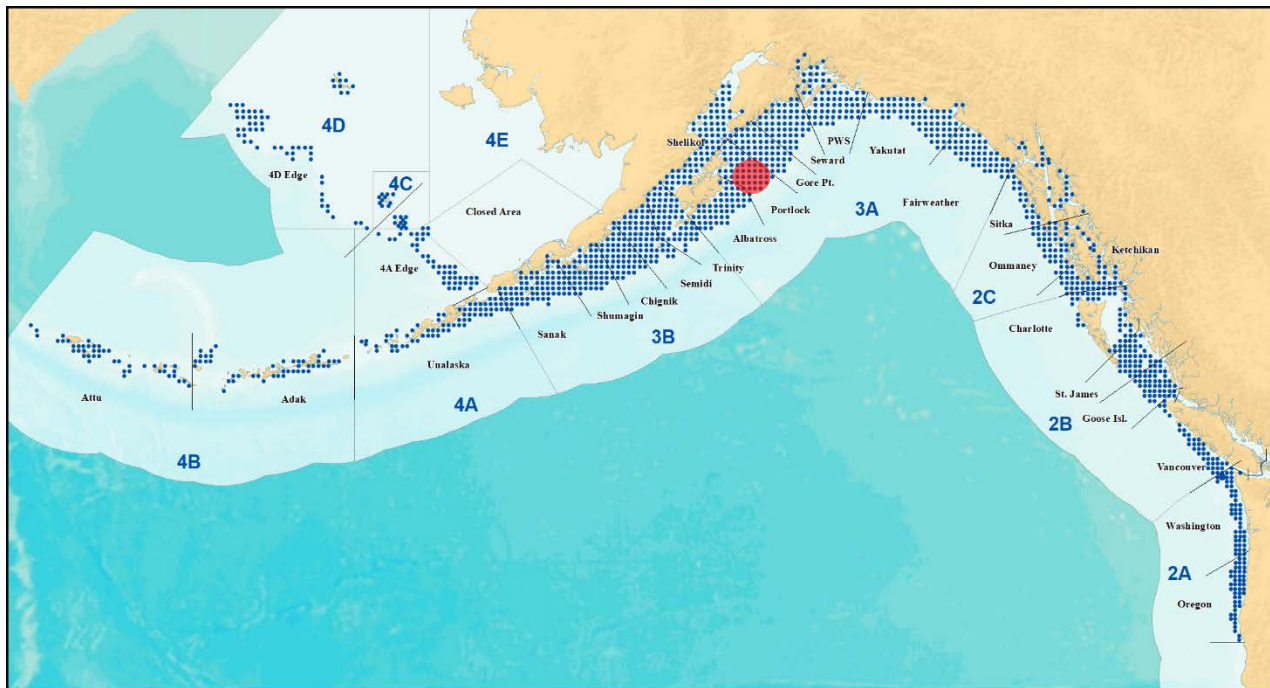 4D
4E
Shelikof
PWS
Seward
Yakutat
4D Edge
4C
Gore Pt.
Closed Area
Portlock
3A
Fairweather
Albatross
Sitka
Ketchikan
4A Edge
Trinity
Ommaney
Semidi
Chignik
2C
Shumagin
Sanak
3B
Charlotte
Unalaska
Attu
Adak
St. James
4A
Goose Isl.
2B
4B
Vancouver
Washington
2A
Oregon